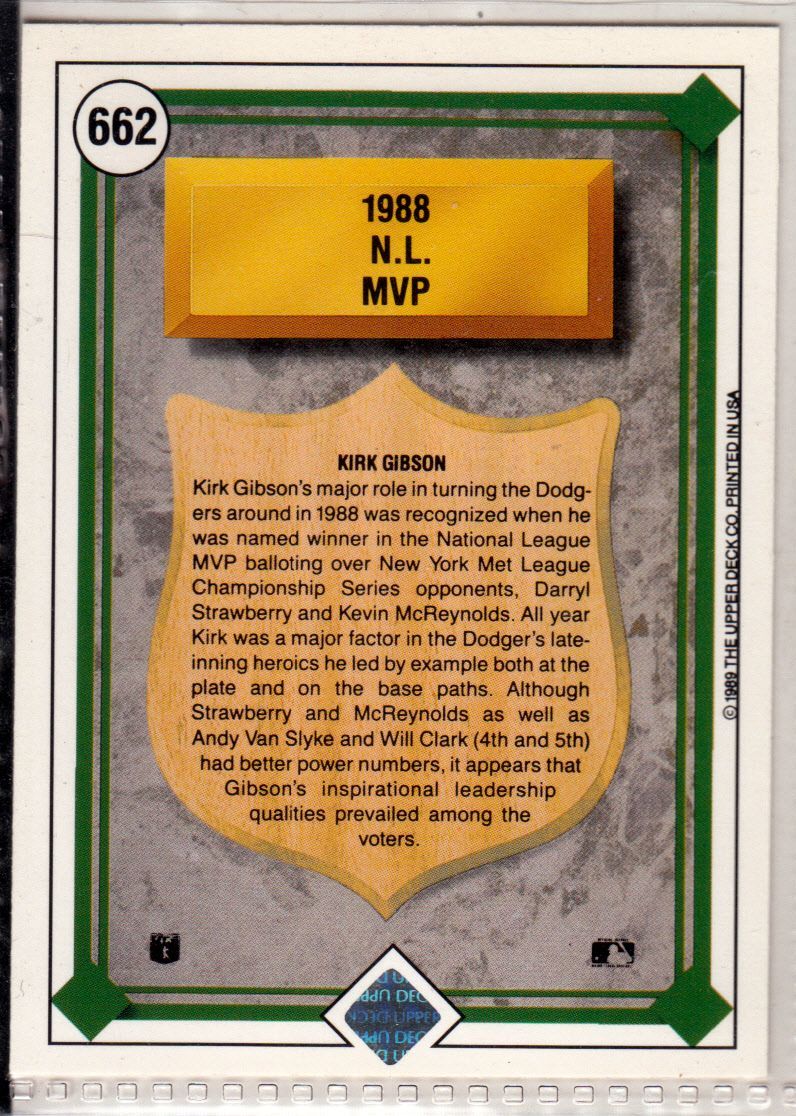 662
1988
N.L.
MVP
KIRK GIBSON
Kirk Gibson's major role in turning the Dodg-
ers around in 1988 was recognized when he
was named winner in the National League
MVP balloting over New York Met League
Championship Series opponents, Darryl
Strawberry and Kevin McReynolds. All year
Kirk was a major factor in the Dodger's late-
inning heroics he led by example both at the
plate and on the base paths. Although
Strawberry and McReynolds as well as
Andy Van Slyke and Will Clark (4th and 5th)
had better power numbers, it appears that
Gibson's inspirational leadership
qualities prevailed among the
voters.
© 1989 THE UPPER DECK CO. PRINTED IN USA